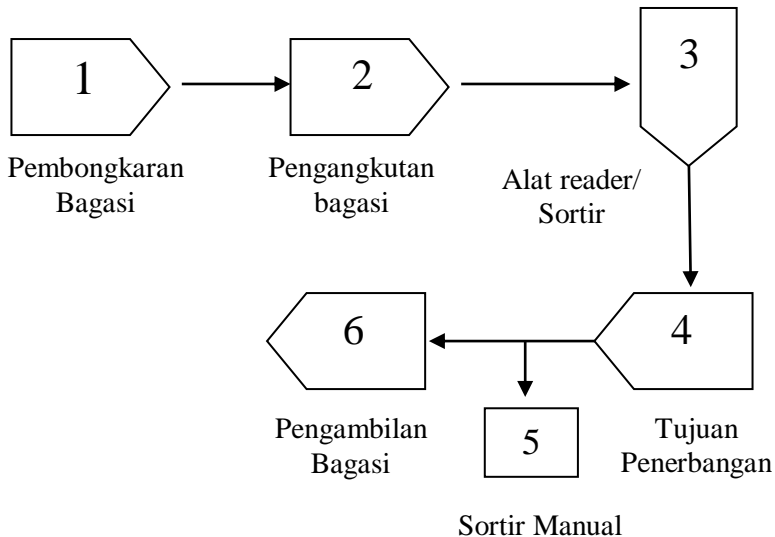 1
Pembongkaran
Bagasi
2
Pengangkutan
bagasi
3
Alat reader/
Sortir
4
Tujuan
Penerbangan
5
Sortir Manual
6
Pengambilan
Bagasi